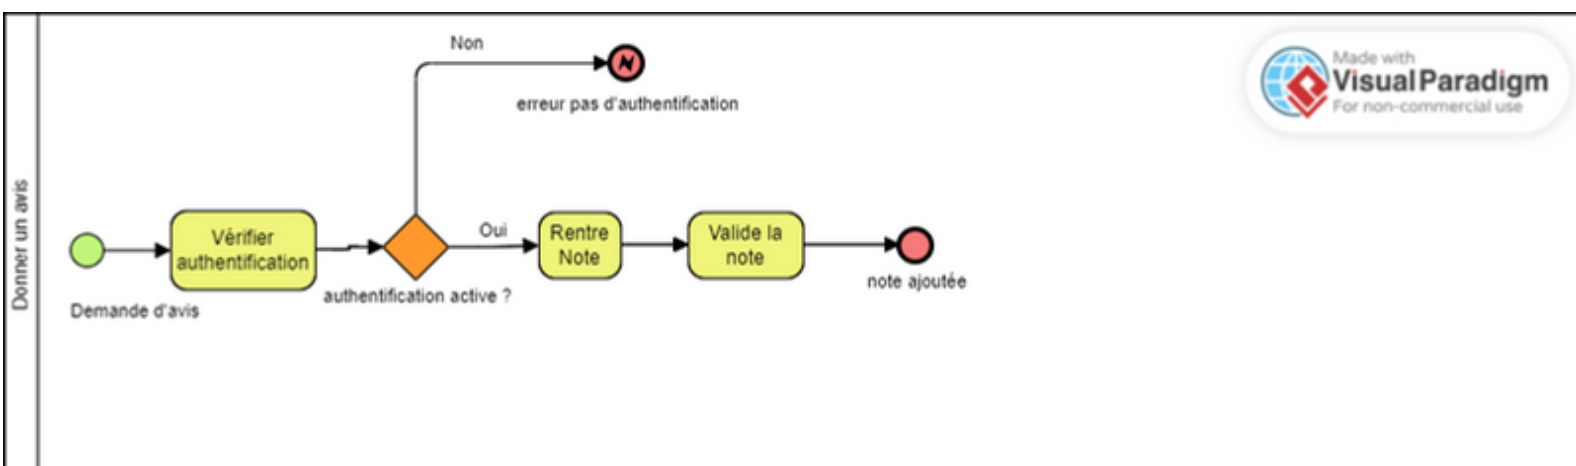 Donner un avis
Non
erreur pas d'authentification
Made with
Visual Paradigm
For non-commercial use
Vérifier
authentification
Oui
Rentre
Note
Valide la
note
authentification active ?
note ajoutée
Demande d'avis